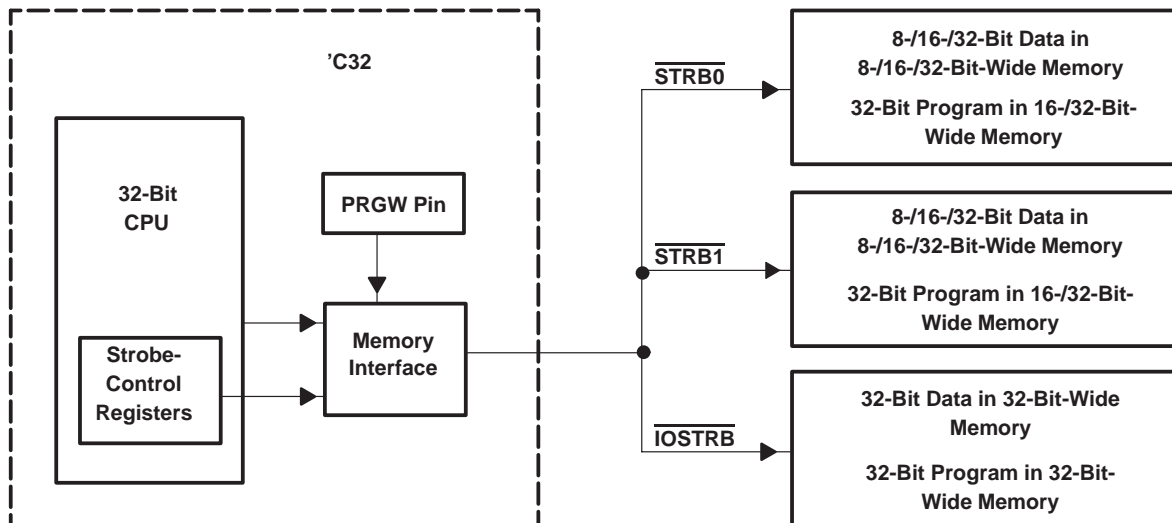 'C32
32-Bit
CPU
PRGW Pin
Strobe-
Control
Registers
Memory
Interface
STRB0
8-/16-/32-Bit Data in
8-/16-/32-Bit-Wide Memory
32-Bit Program in 16-/32-Bit-
Wide Memory
STRB1
8-/16-/32-Bit Data in
8-/16-/32-Bit-Wide Memory
32-Bit Program in 16-/32-Bit-
Wide Memory
IOSTRB
32-Bit Data in 32-Bit-Wide
Memory
32-Bit Program in 32-Bit-
Wide Memory